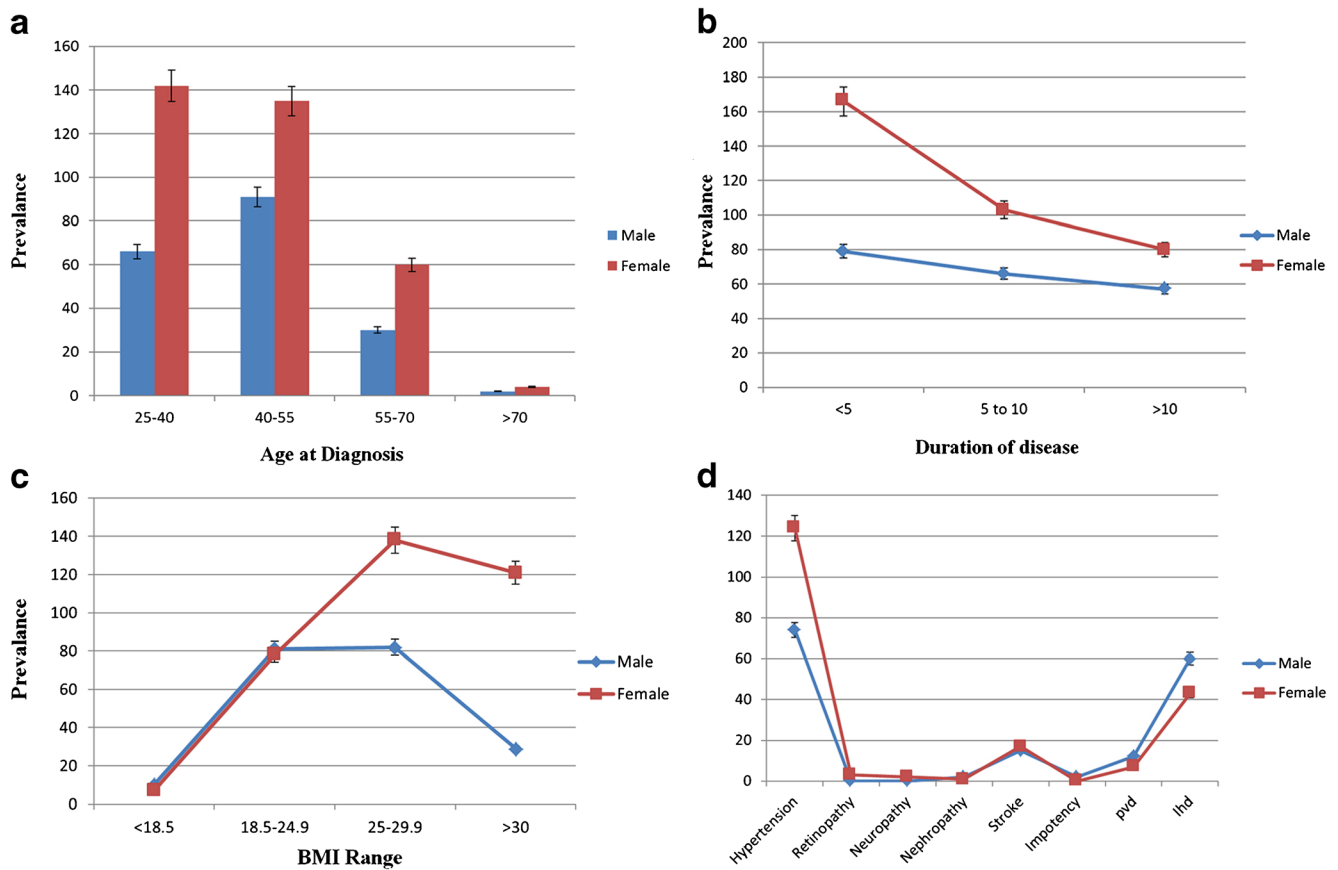 a
160
140
120
100
80
60
40
20
0
Prevalance
25-40 40-55 55-70 >70
Age at Diagnosis
Male
Female
b
200
180
160
140
120
100
80
60
40
20
0
Prevalance
<5 5 to 10 >10
Duration of disease
Male
Female
c
160
140
120
100
80
60
40
20
0
Prevalance
<18.5 18.5-24.9 25-29.9 >30
BMI Range
Male
Female
d
140
120
100
80
60
40
20
0
Hypertension
Retinopathy
Neuropathy
Nephropathy
Stroke
Impotency
pvd
Ihd
Male
Female